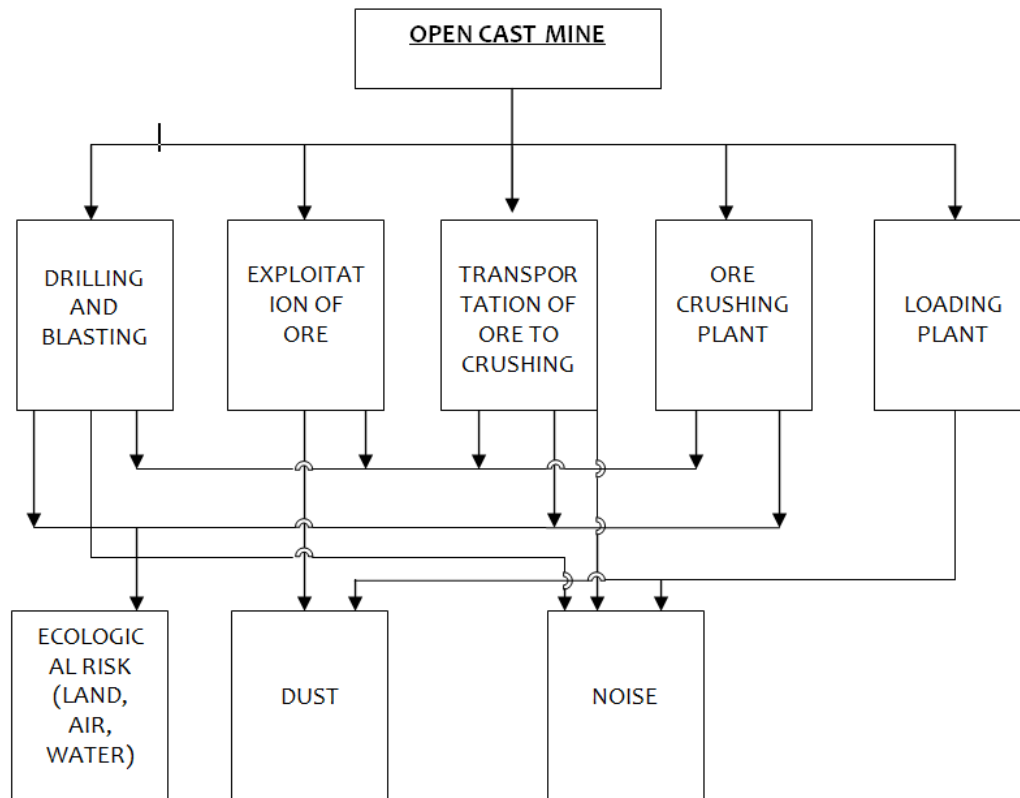 OPEN CAST MINE
DRILLING
AND
BLASTING
EXPLOITAT
ION OF
ORE
TRANSPOR
TATION OF
ORE TO
CRUSHING
ORE
CRUSHING
PLANT
LOADING
PLANT
ECOLOGIC
AL RISK
(LAND,
AIR,
WATER)
DUST
NOISE